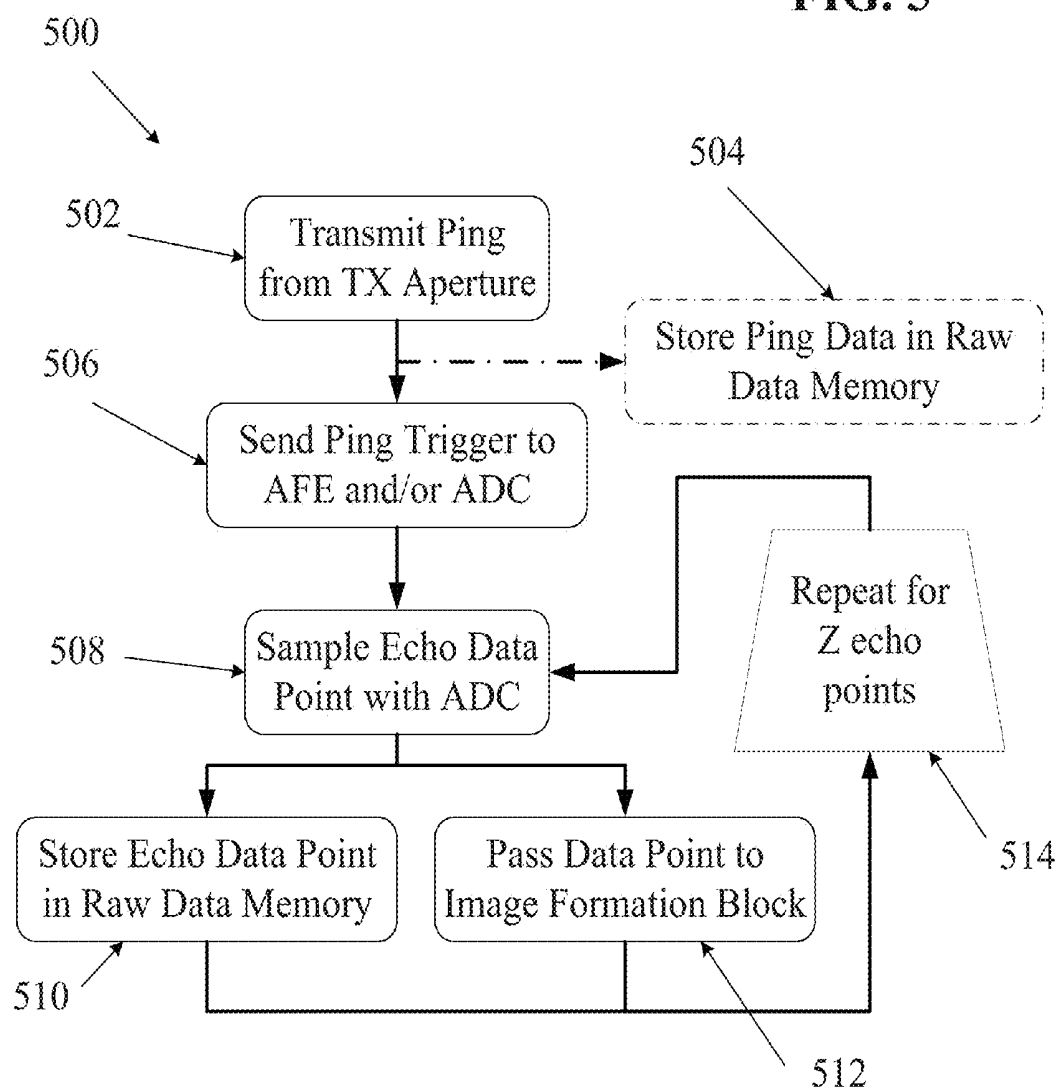 FIG. 5
500
504
502
Transmit Ping
from TX Aperture
Store Ping Data in Raw
Data Memory
506
Send Ping Trigger to
AFE and/or ADC
Repeat for
Z echo
points
508
Sample Echo Data
Point with ADC
Store Echo Data Point
in Raw Data Memory
Pass Data Point to
Image Formation Block
514
510
512